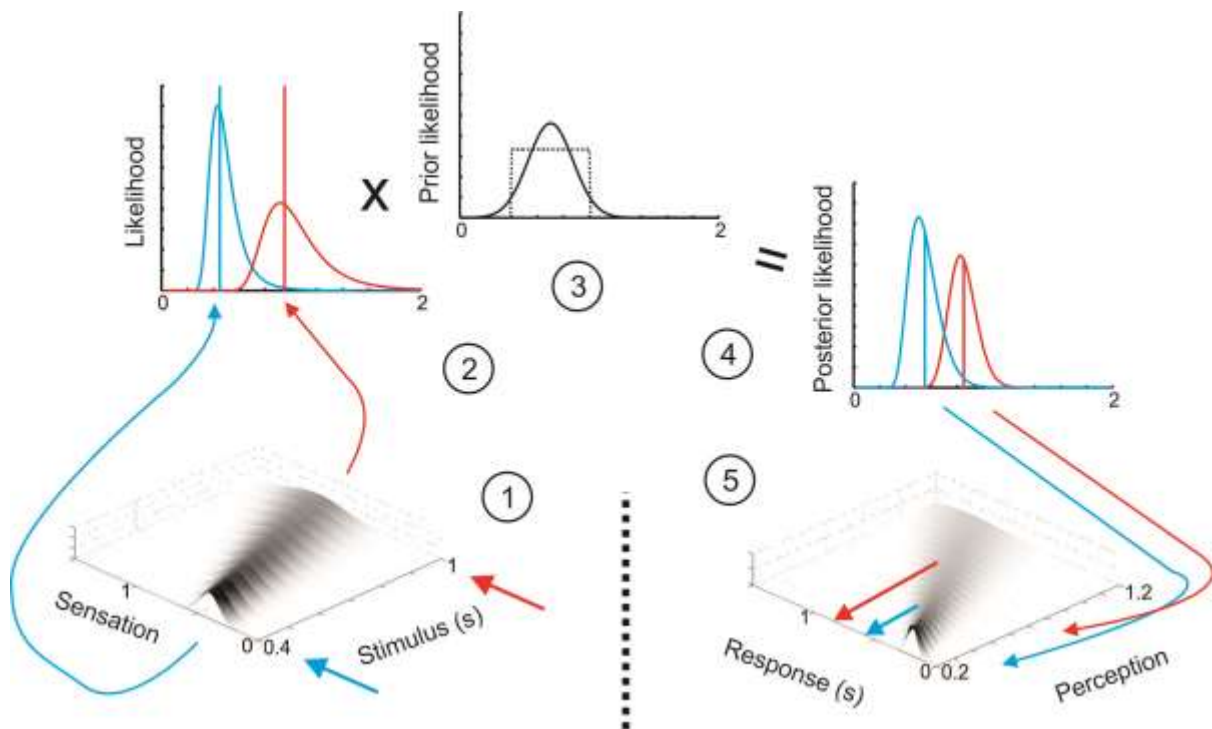 Likelihood
0
2
X
Prior likelihood
0
2
=
Posterior likelihood
0
2
3
2
4
1
5
Sensation
1
0
0.4
Stimulus (s)
1
Response (s)
1
0
0.2
Perception
1.2